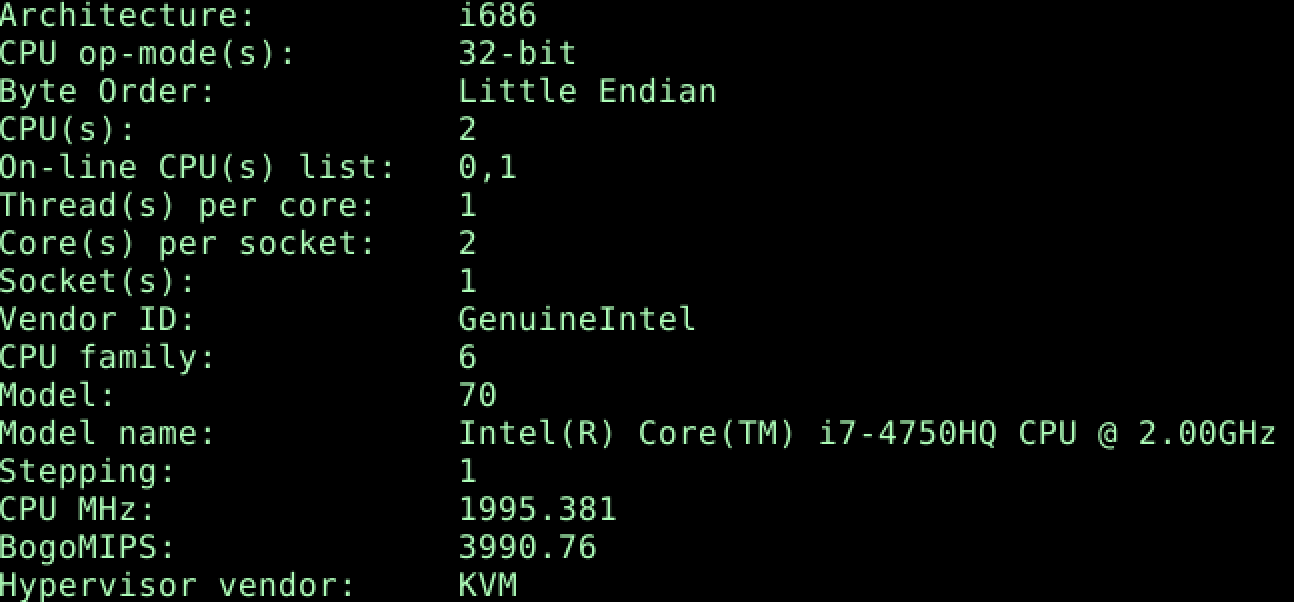 Architecture:          i686
CPU op-mode(s):        32-bit
Byte Order:            Little Endian
CPU(s):                2
On-line CPU(s) list:   0,1
Thread(s) per core:    1
Core(s) per socket:    2
Socket(s):             1
Vendor ID:             GenuineIntel
CPU family:            6
Model:                 70
Model name:            Intel(R) Core(TM) i7-4750HQ CPU @ 2.00GHz
Stepping:              1
CPU MHz:               1995.381
BogoMIPS:              3990.76
Hypervisor vendor:     KVM